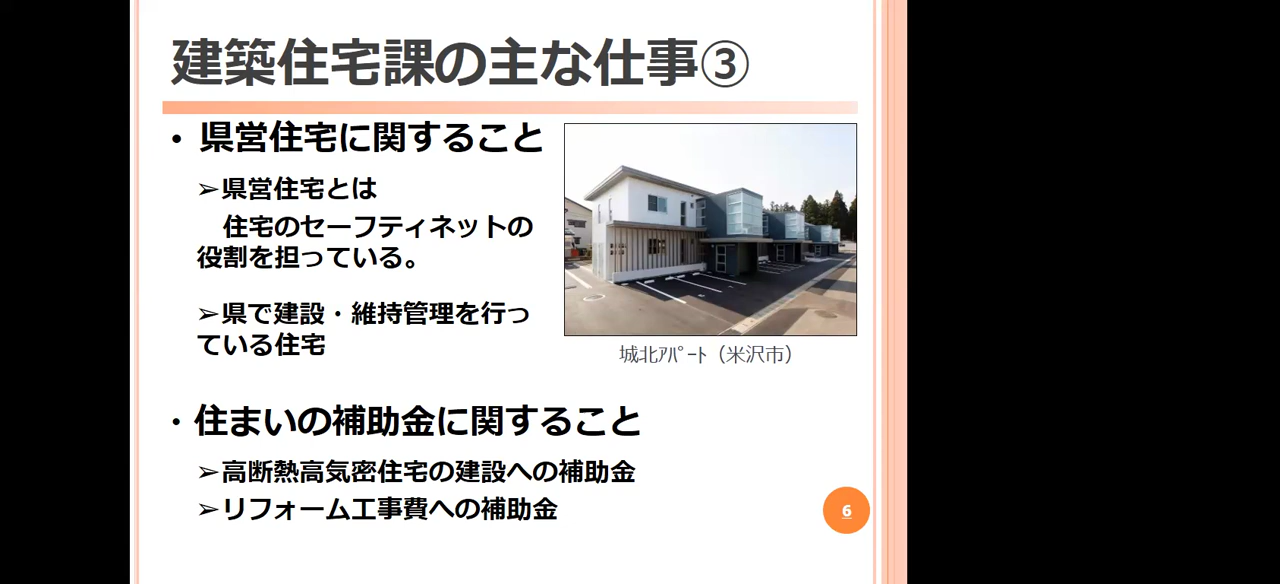 建築住宅課の主な仕事③
• 県営住宅に関すること
➢県営住宅とは
住宅のセーフティネットの
役割を担っている。
➢県で建設・維持管理を行っ
ている住宅
城北ｱﾊﾟｰﾄ（米沢市）
• 住まいの補助金に関すること
➢高断熱高気密住宅の建設への補助金
➢リフォーム工事費への補助金
6